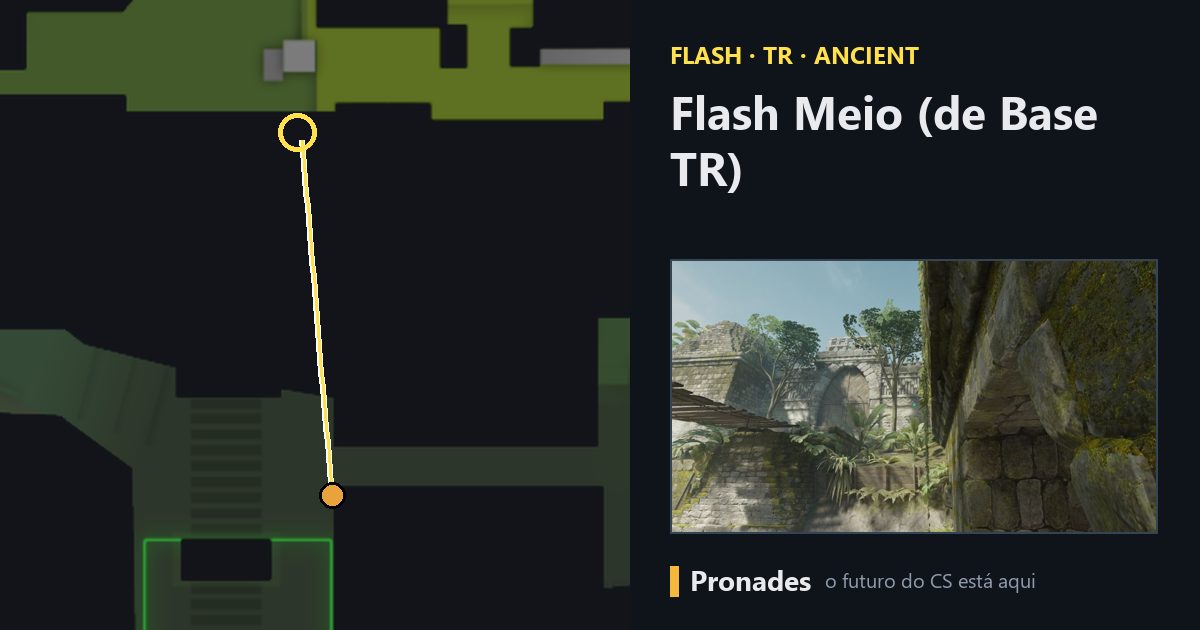 FLASH · TR · ANCIENT
Flash Meio (de Base
TR)
Pronades o futuro do CS está aqui